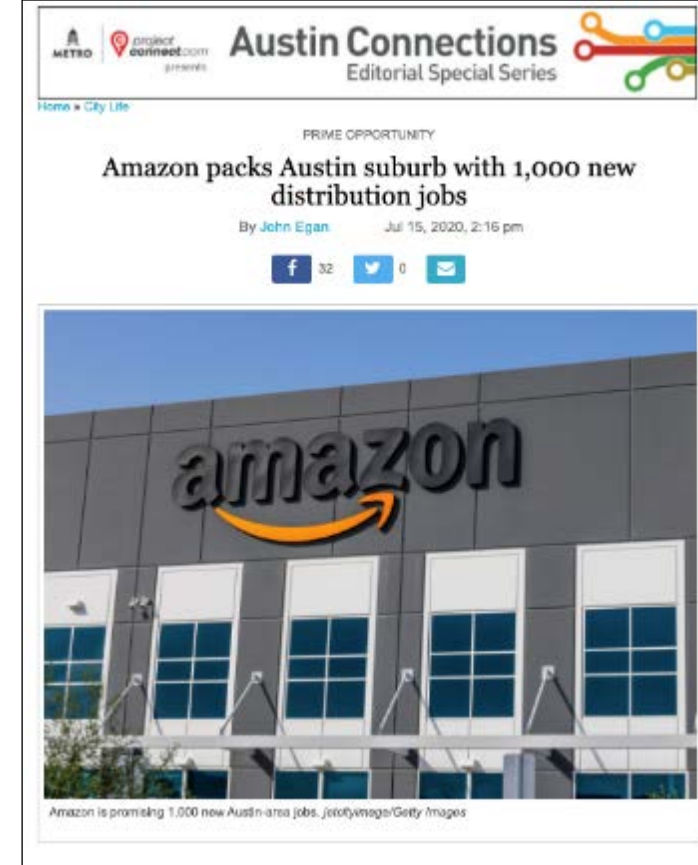 METRO
project
connect.com
presents
Austin Connections
Editorial Special Series
Home » City Life
PRIME OPPORTUNITY
Amazon packs Austin suburb with 1,000 new
distribution jobs
By John Egan Jul 15, 2020, 2:16 pm
32 0
amazon
Amazon is promising 1,000 new Austin-area jobs. jetcityimage/Getty Images